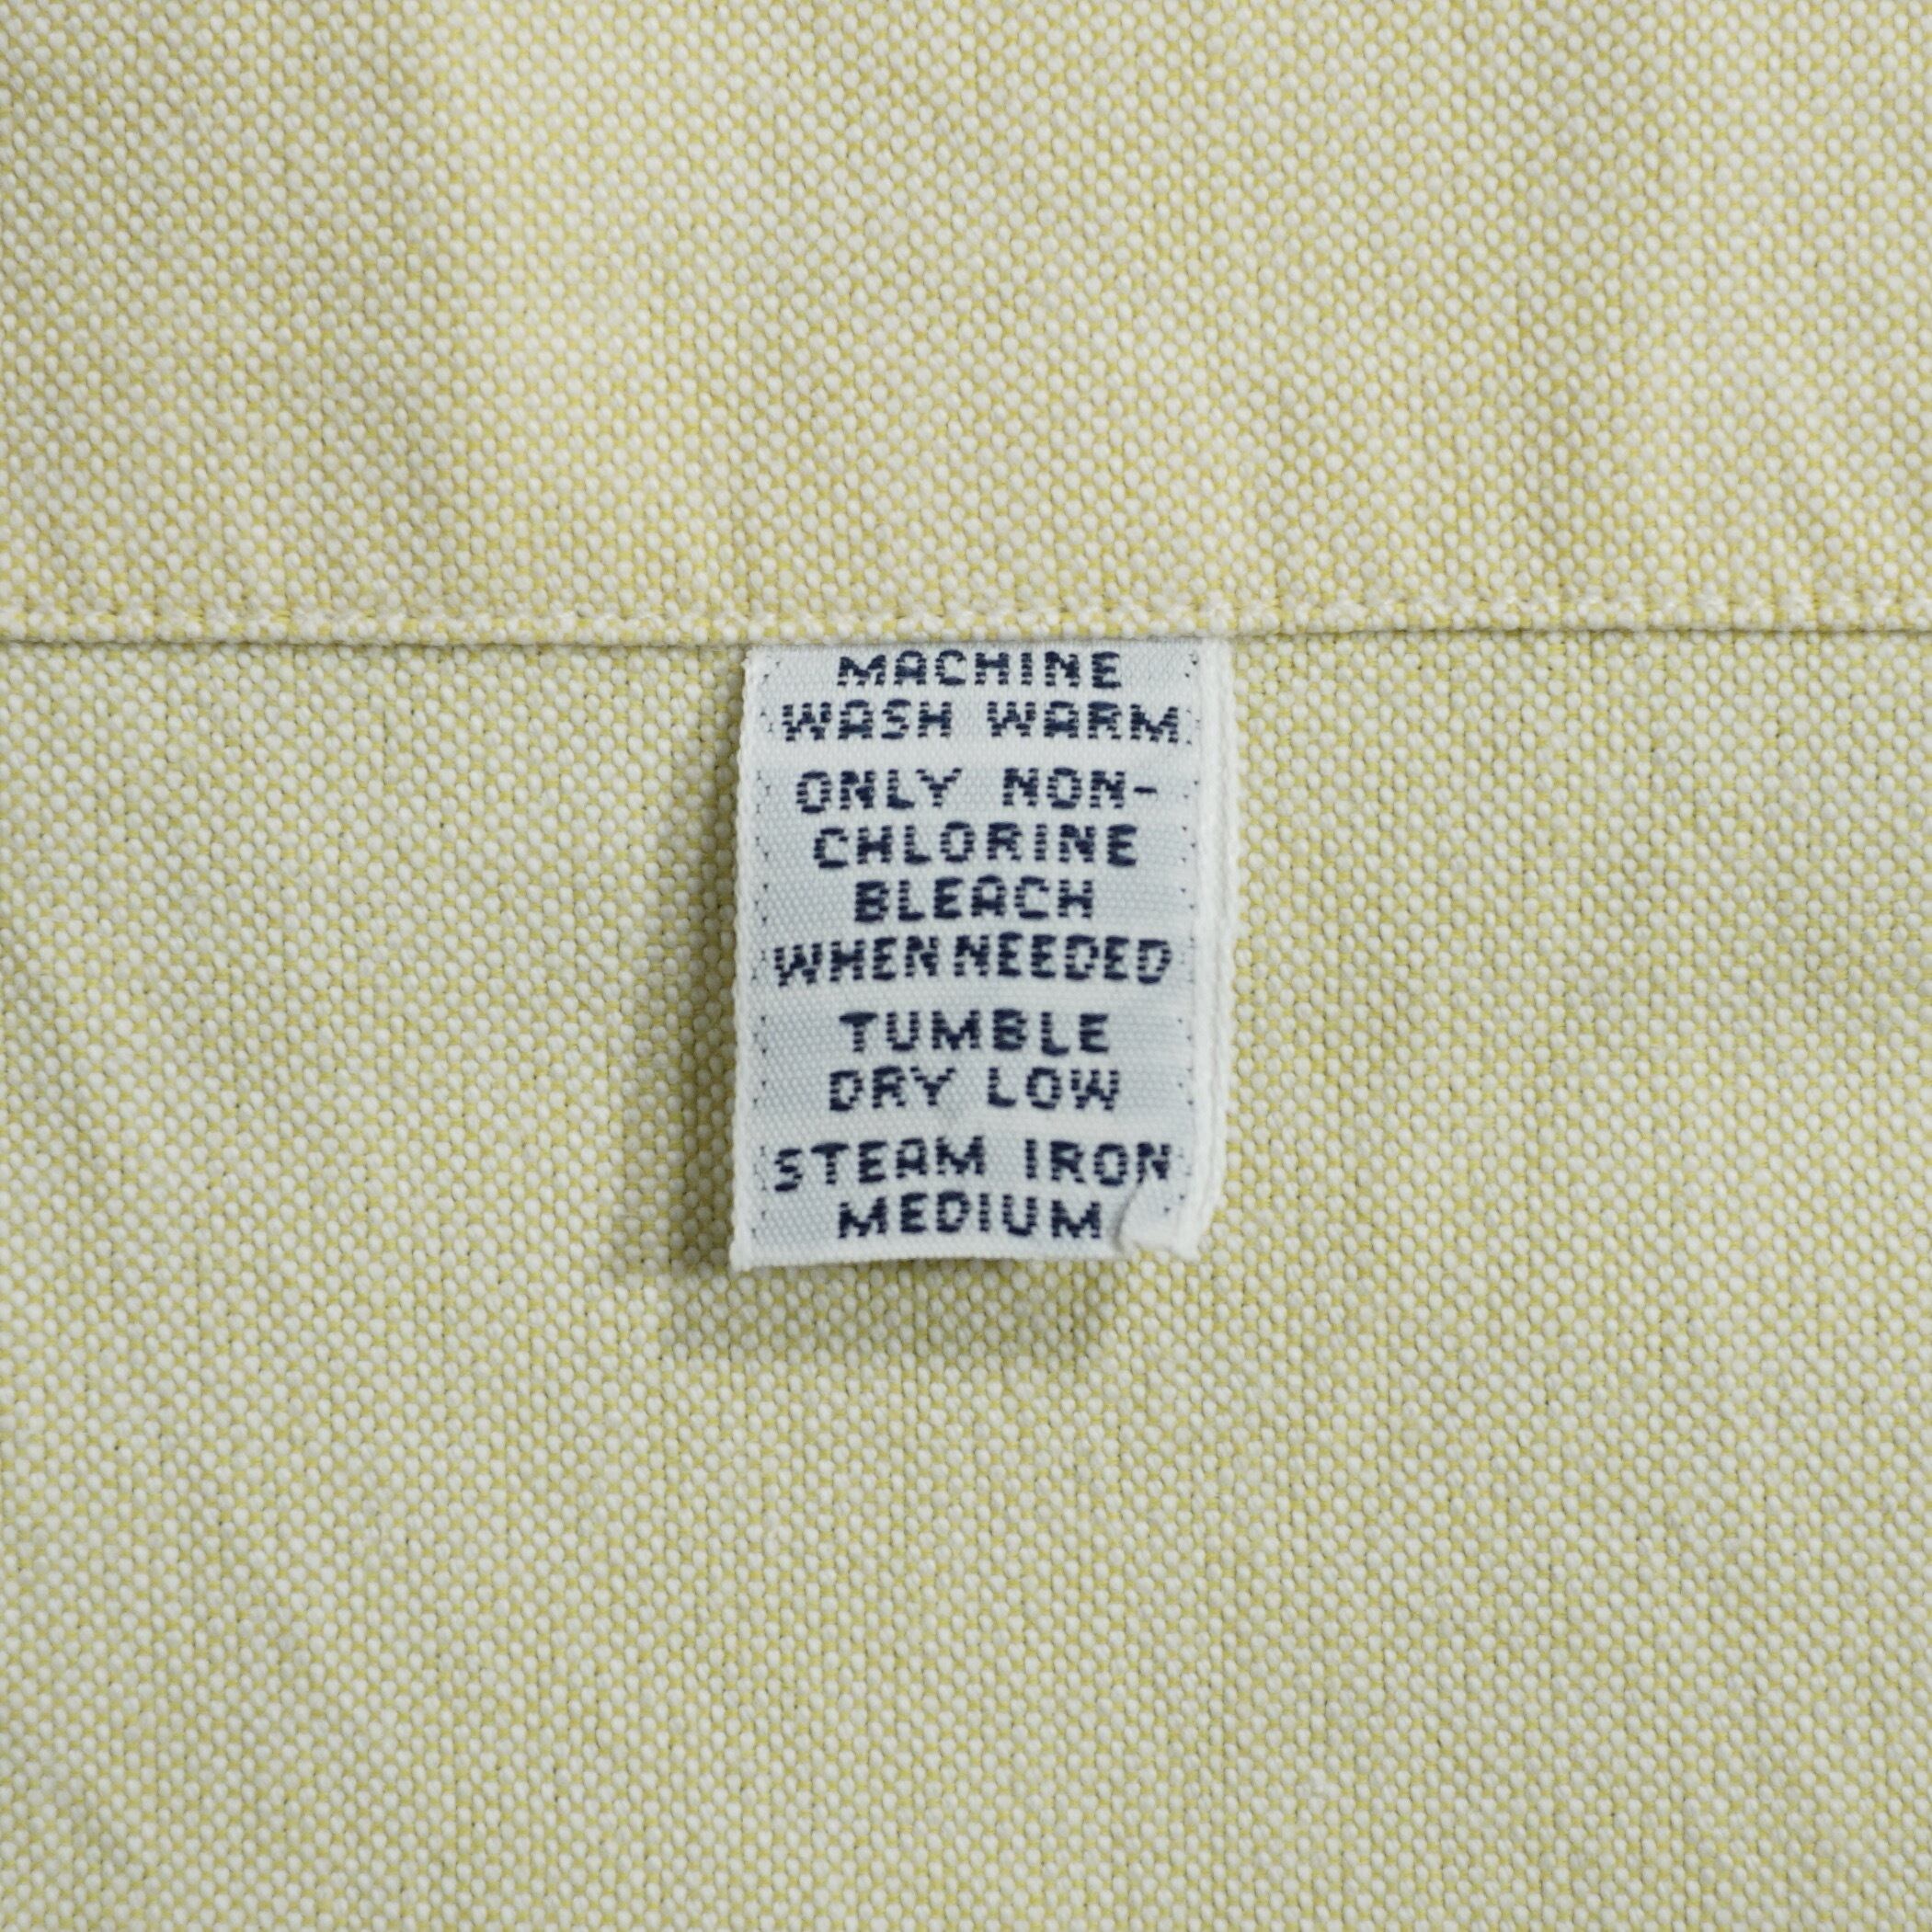 MACHINE
WASH WARM
ONLY NON-
CHLORINE
BLEACH
WHEN NEEDED
TUMBLE
DRY LOW
STEAM IRON
MEDIUM